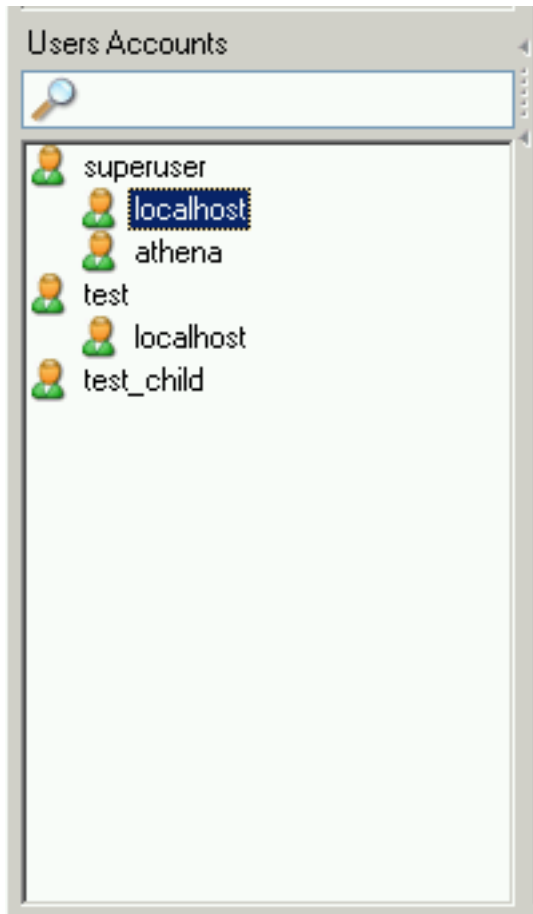 Users Accounts
superuser
localhost
athena
test
localhost
test_child